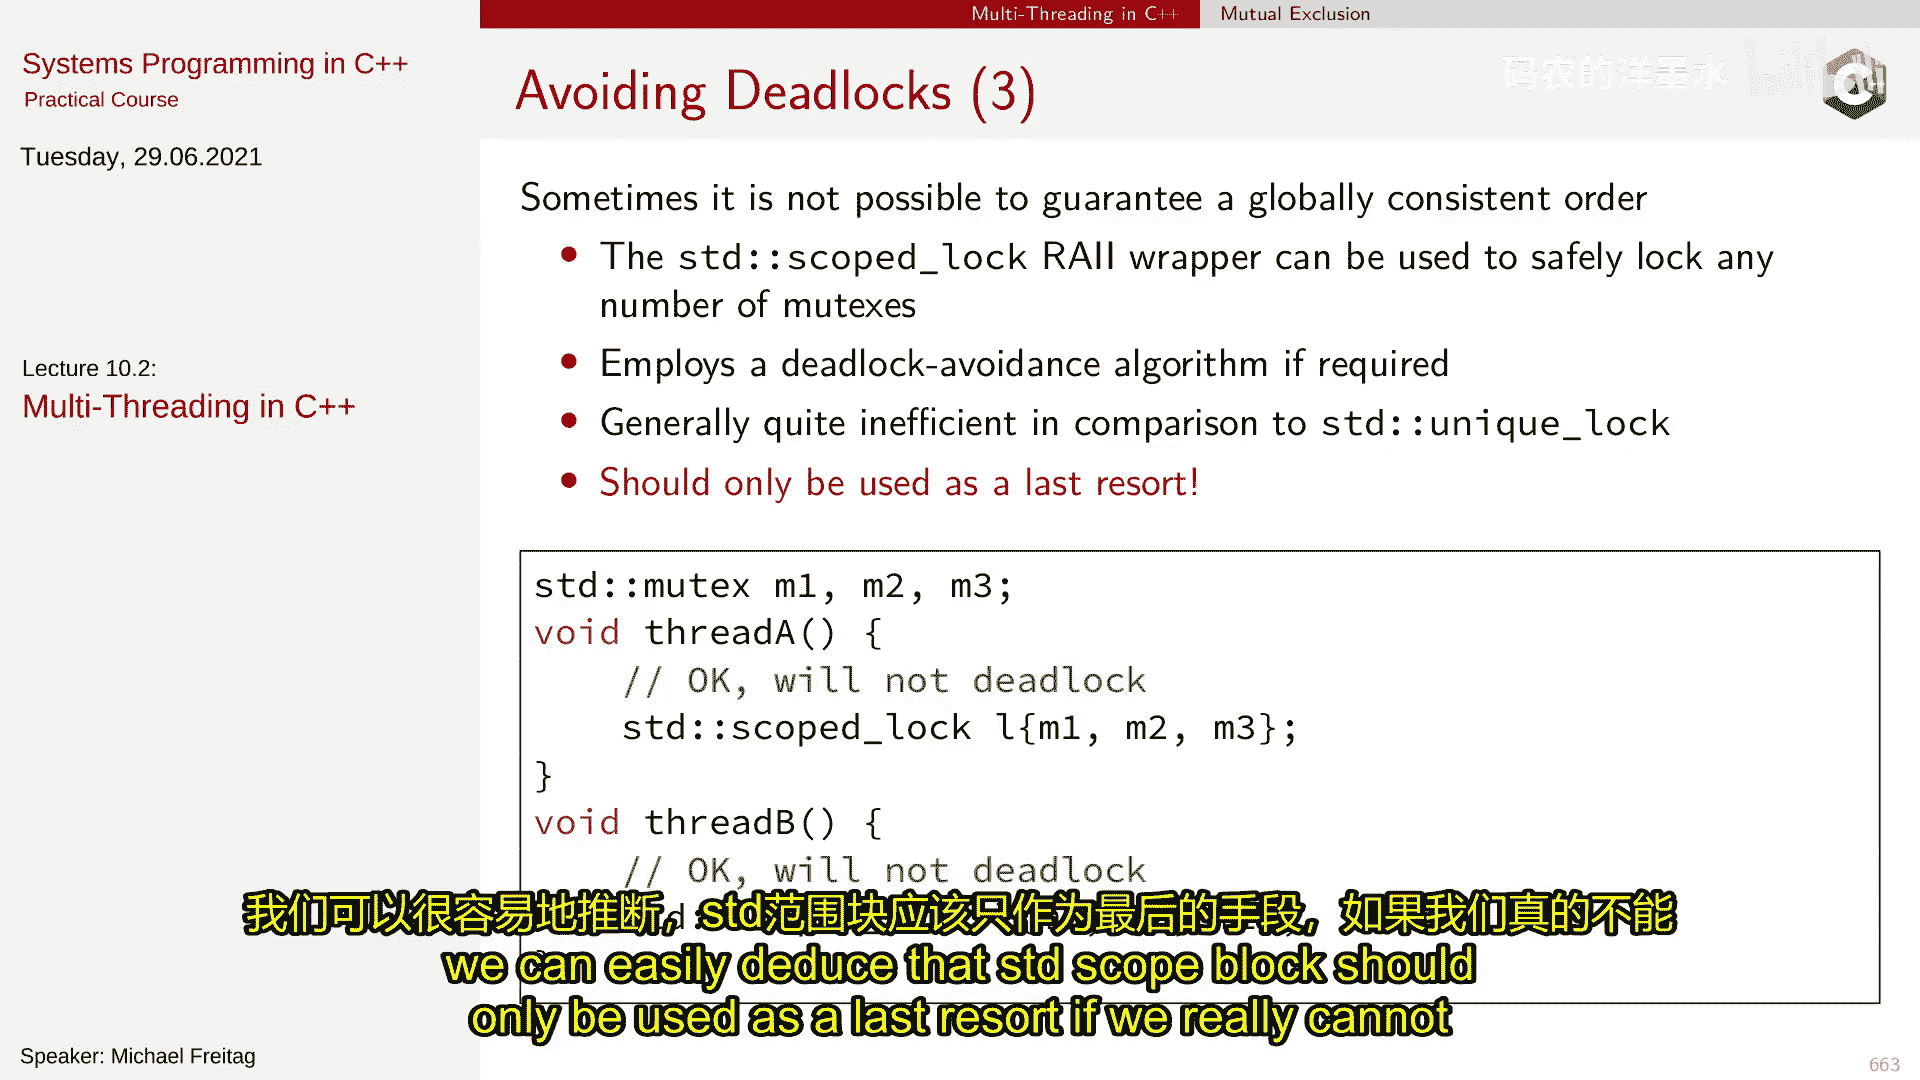 Multi-Threading in C++ Mutual Exclusion
Systems Programming in C++
Practical Course
Tuesday, 29.06.2021
Lecture 10.2:
Multi-Threading in C++
Speaker: Michael Freitag
Avoiding Deadlocks (3)
码农的洋墨水
Sometimes it is not possible to guarantee a globally consistent order
• The std::scoped_lock RAII wrapper can be used to safely lock any
number of mutexes
• Employs a deadlock-avoidance algorithm if required
• Generally quite inefficient in comparison to std::unique_lock
• Should only be used as a last resort!
std::mutex m1, m2, m3;
void threadA() {
// OK, will not deadlock
std::scoped_lock l{m1, m2, m3};
}
void threadB() {
// OK, will not deadlock
我们可以很容易地推断，std范围块应该只作为最后的手段，如果我们真的不能
we can easily deduce that std scope block should
only be used as a last resort if we really cannot
663